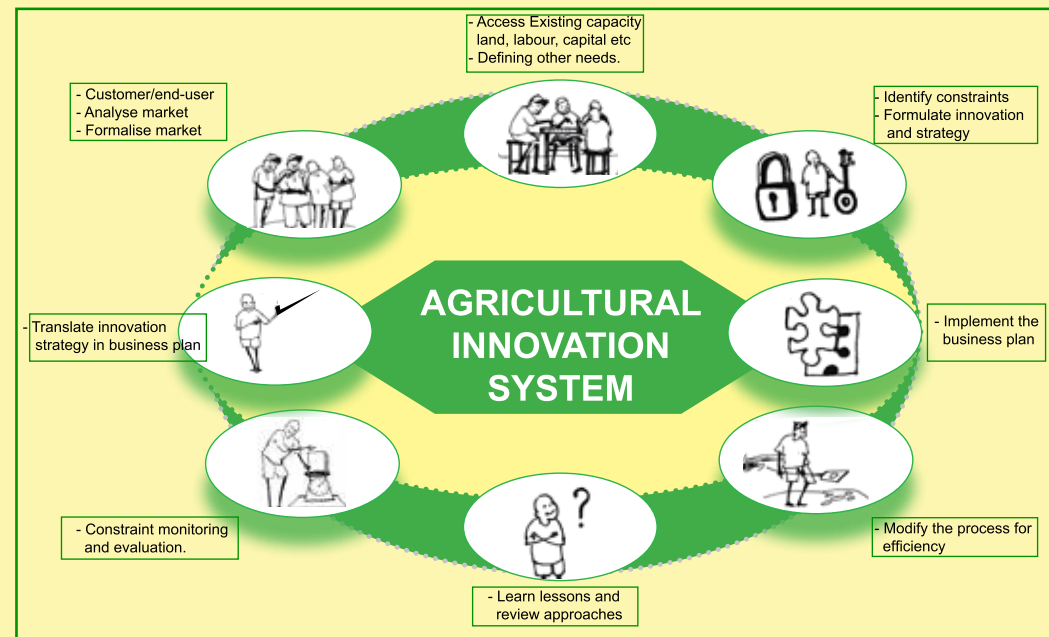 - Access Existing capacity
land, labour, capital etc
- Defining other needs.
- Customer/end-user
- Analyse market
- Formalise market
- Identify constraints
- Formulate innovation
and strategy
AGRICULTURAL
INNOVATION
SYSTEM
- Translate innovation
strategy in business plan
- Implement the
business plan
?
- Constraint monitoring
and evaluation.
- Modify the process for
efficiency
- Learn lessons and
review approaches